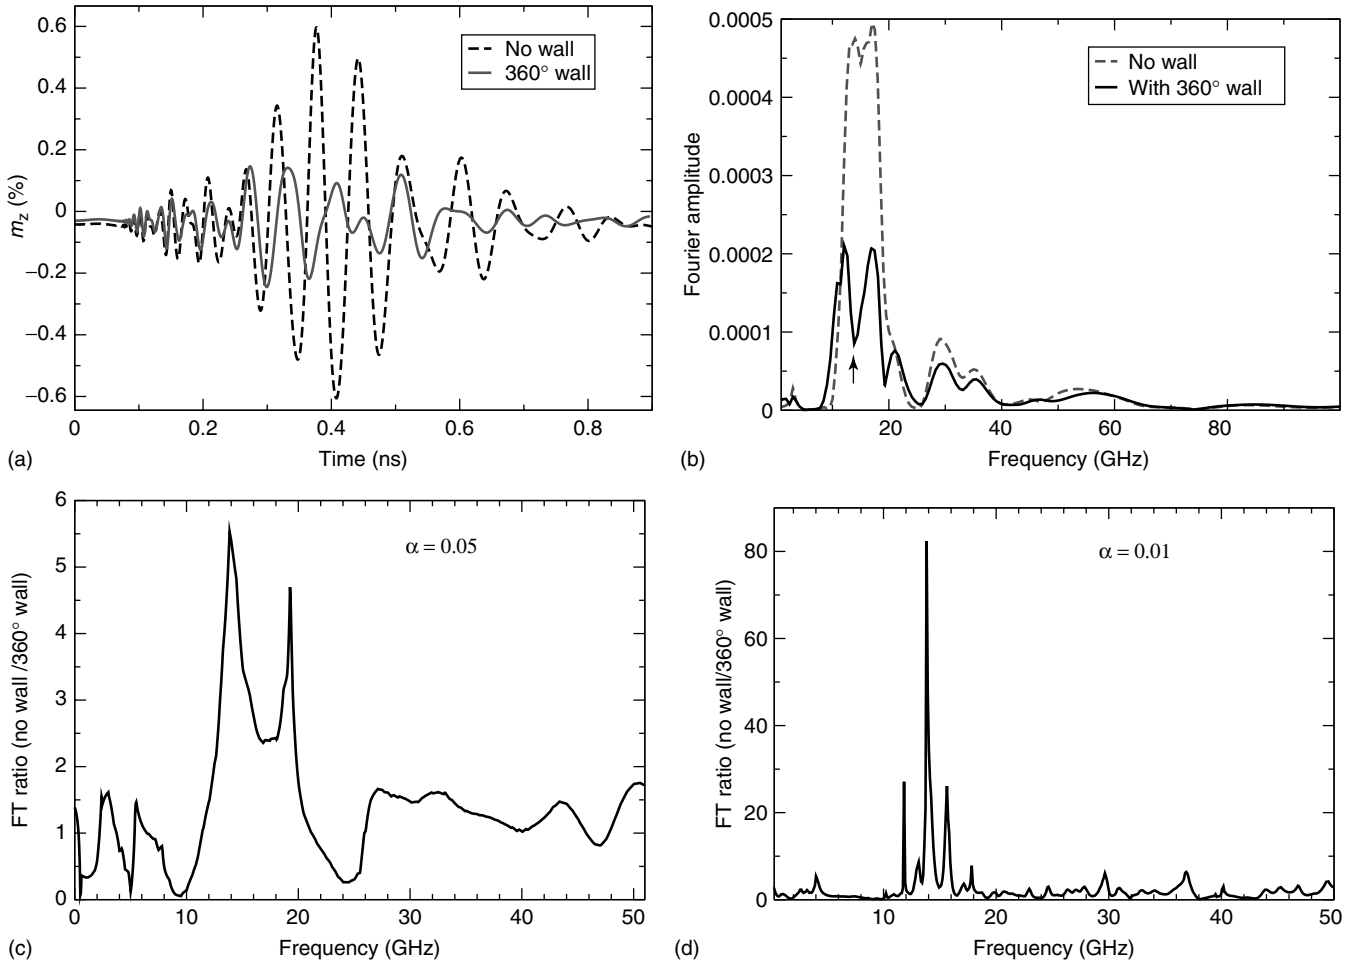 0.6
0.4
0.2
0
−0.2
−0.4
−0.6
m_z (%)
No wall
360° wall
0
0.2
0.4
0.6
0.8
Time (ns)
(a)
0.0005
0.0004
0.0003
0.0002
0.0001
0
Fourier amplitude
No wall
With 360° wall
20
40
60
80
Frequency (GHz)
(b)
6
5
4
3
2
1
0
FT ratio (no wall /360° wall)
α = 0.05
0
10
20
30
40
50
Frequency (GHz)
(c)
80
60
40
20
0
FT ratio (no wall/360° wall)
α = 0.01
10
20
30
40
50
Frequency (GHz)
(d)